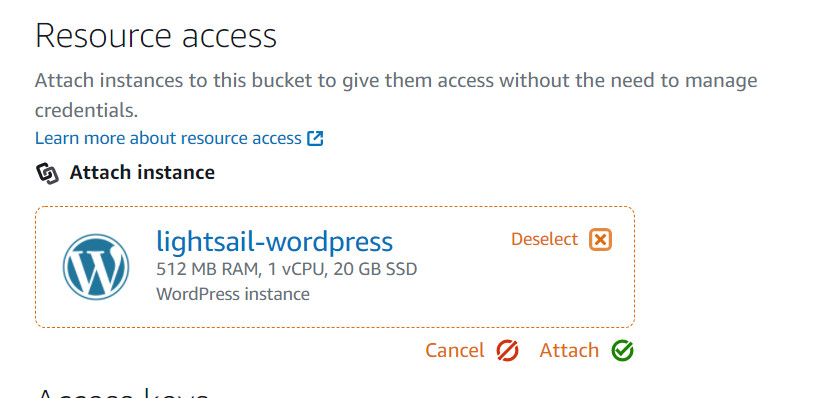 Resource access
Attach instances to this bucket to give them access without the need to manage
credentials.
Learn more about resource access
Attach instance
lightsail-wordpress
Deselect
512 MB RAM, 1 vCPU, 20 GB SSD
WordPress instance
Cancel
Attach
Access keys